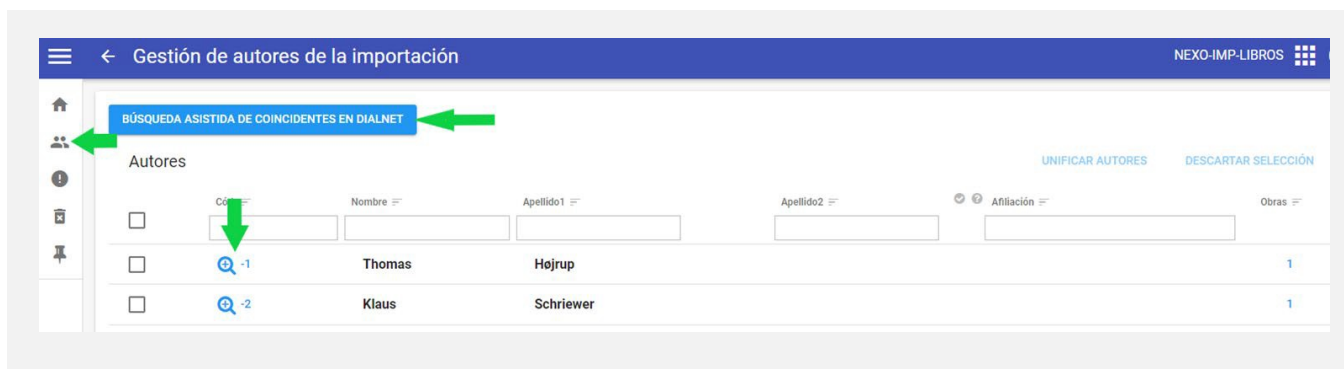 Gestión de autores de la importación
NEXO-IMP-LIBROS
BÚSQUEDA ASISTIDA DE COINCIDENTES EN DIALNET
Autores
UNIFICAR AUTORES DESCARTAR SELECCIÓN
Nombre Apellido1 Apellido2 Afiliación Obras
-1 Thomas Højrup 1
-2 Klaus Schriewer 1